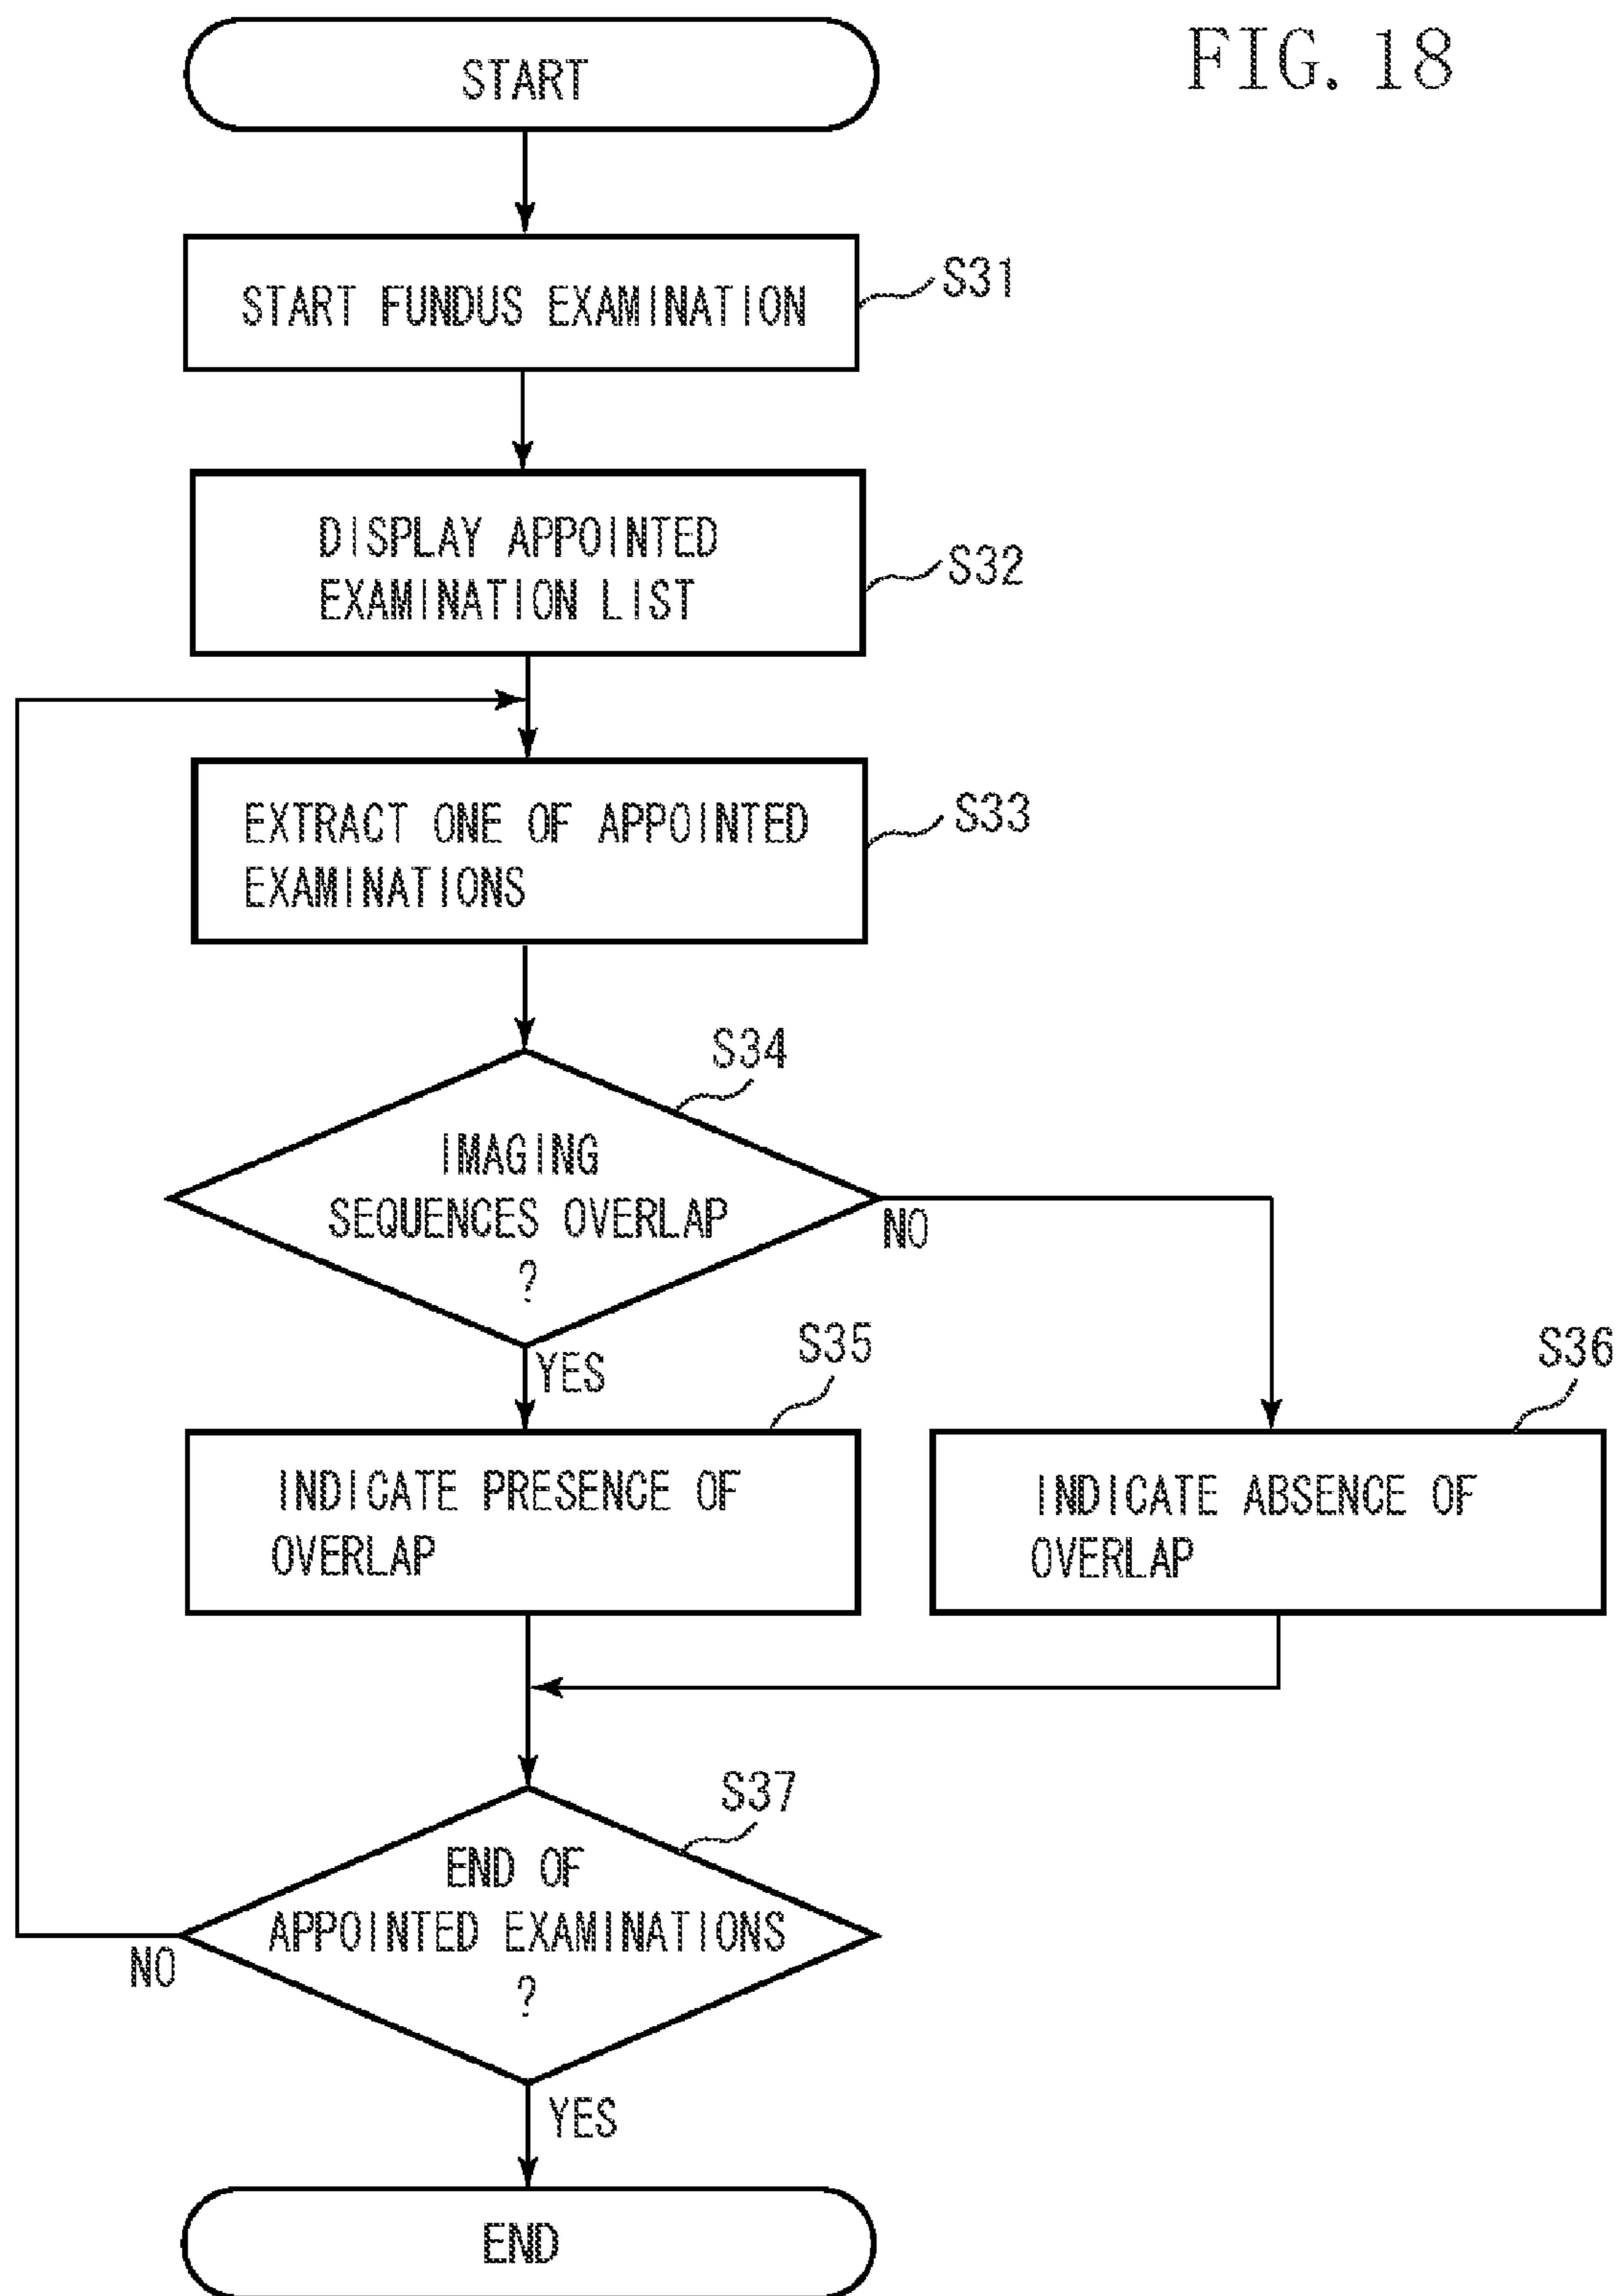 FIG. 18
START
START FUNDUS EXAMINATION
S31
DISPLAY APPOINTED
EXAMINATION LIST
S32
EXTRACT ONE OF APPOINTED
EXAMINATIONS
S33
S34
IMAGING
SEQUENCES OVERLAP
?
NO
YES
S35
INDICATE PRESENCE OF
OVERLAP
S36
INDICATE ABSENCE OF
OVERLAP
S37
END OF
APPOINTED EXAMINATIONS
?
NO
YES
END